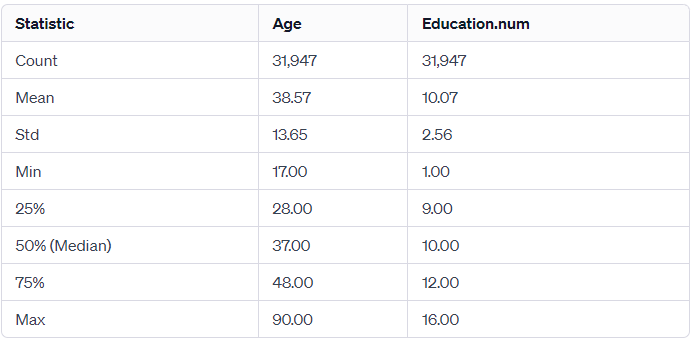 Statistic Age Education.num
Count 31,947 31,947
Mean 38.57 10.07
Std 13.65 2.56
Min 17.00 1.00
25% 28.00 9.00
50% (Median) 37.00 10.00
75% 48.00 12.00
Max 90.00 16.00